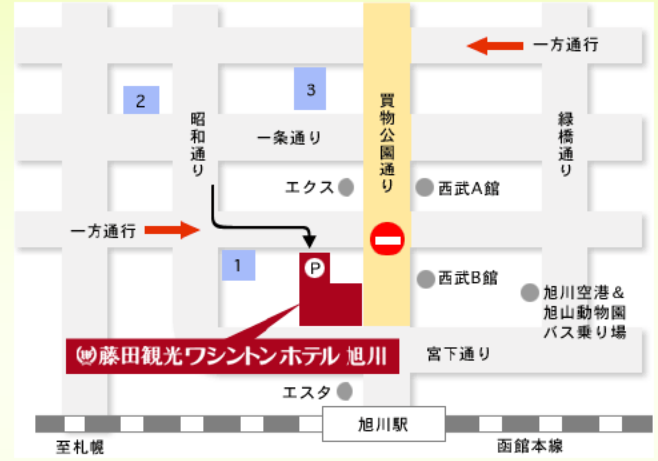 一方通行
3
2
買物公園通り
昭和通り
緑橋通り
一条通り
エクス
西武A館
一方通行
1
P
西武B館
旭川空港&
旭山動物園
バス乗り場
藤田観光ワシントンホテル 旭川
宮下通り
エスタ
旭川駅
至札幌
函館本線